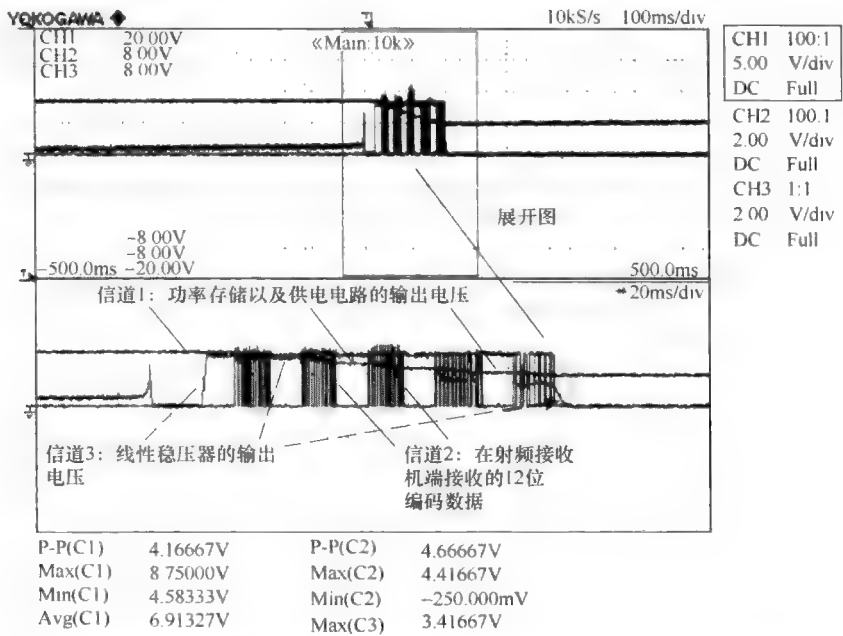 YOKOGAWA
10kS/s 100ms/div
CH1 20.00V
CH2 8.00V
CH3 8.00V
«Main:10k»
CH1 100:1
5.00 V/div
DC Full
CH2 100.1
2.00 V/div
DC Full
CH3 1:1
2 00 V/div
DC Full
展开图
-8 00V
-8 00V
-500.0ms -20.00V
500.0ms
20ms/div
信道1：功率存储以及供电电路的输出电压
信道3：线性稳压器的输出
电压
信道2：在射频接收
机端接收的12位
编码数据
P-P(C1) 4.16667V
Max(C1) 8 75000V
Min(C1) 4.58333V
Avg(C1) 6.91327V
P-P(C2) 4.66667V
Max(C2) 4.41667V
Min(C2) -250.000mV
Max(C3) 3.41667V